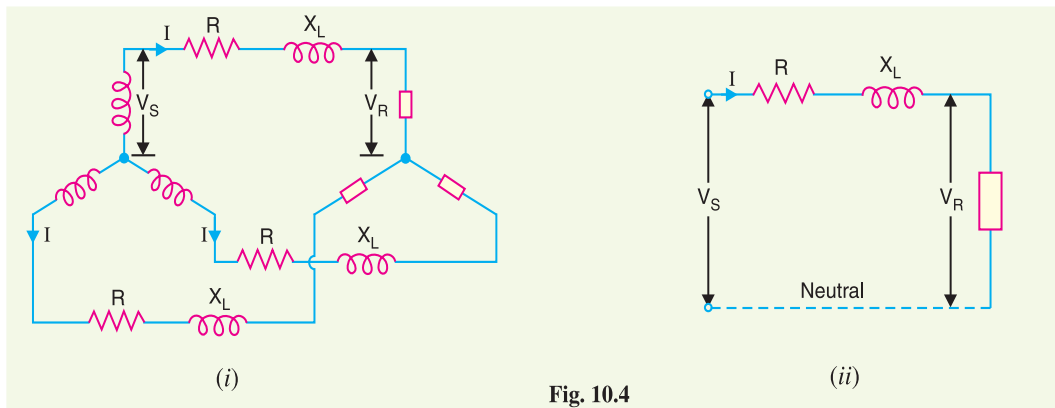 I R X_L
V_S V_R
I I R X_L
R X_L
(i)
I R X_L
V_S V_R
Neutral
(ii)
Fig. 10.4